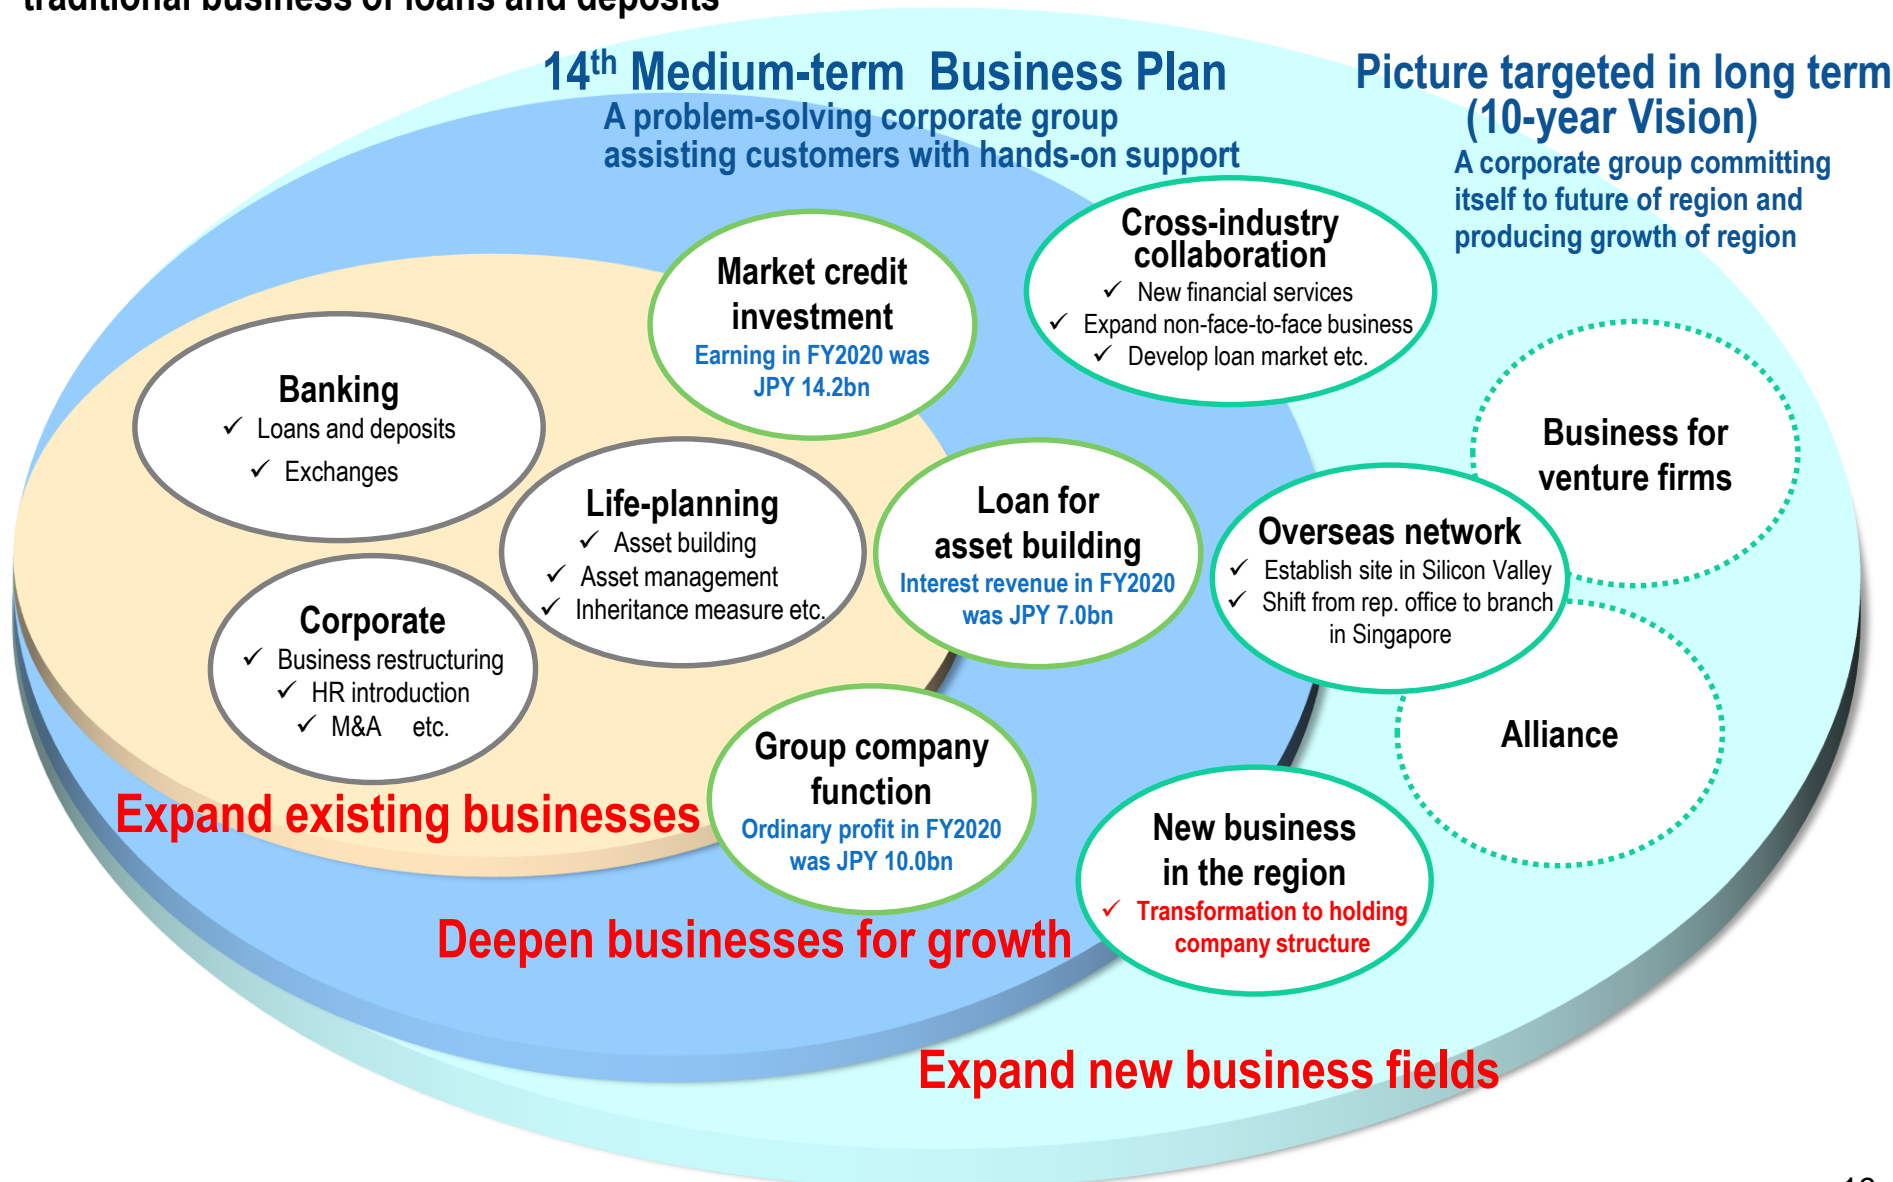 traditional business of loans and deposits
14th Medium-term Business Plan
A problem-solving corporate group
assisting customers with hands-on support
Picture targeted in long term
(10-year Vision)
A corporate group committing
itself to future of region and
producing growth of region
Cross-industry
collaboration
✓ New financial services
✓ Expand non-face-to-face business
✓ Develop loan market etc.
Market credit
investment
Earning in FY2020 was
JPY 14.2bn
Banking
✓ Loans and deposits
✓ Exchanges
Business for
venture firms
Life-planning
✓ Asset building
✓ Asset management
✓ Inheritance measure etc.
Loan for
asset building
Interest revenue in FY2020
was JPY 7.0bn
Overseas network
✓ Establish site in Silicon Valley
✓ Shift from rep. office to branch
in Singapore
Corporate
✓ Business restructuring
✓ HR introduction
✓ M&A etc.
Alliance
Group company
function
Ordinary profit in FY2020
was JPY 10.0bn
New business
in the region
✓ Transformation to holding
company structure
Expand existing businesses
Deepen businesses for growth
Expand new business fields